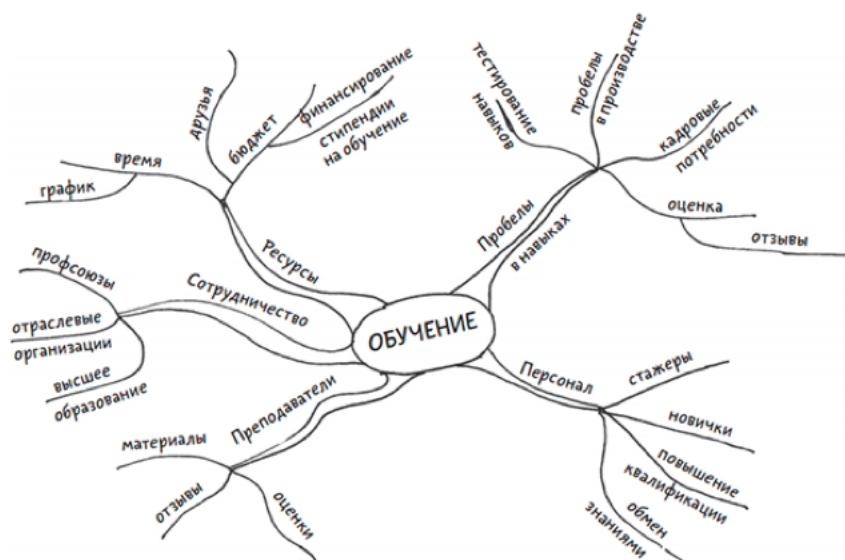 ОБУЧЕНИЕ
Ресурсы
друзья
бюджет
финансирование
стипендии
на обучение
время
график
Пробелы
в навыках
тестирование
навыков
пробелы
в производстве
кадровые
потребности
оценка
отзывы
Сотрудничество
профсоюзы
отраслевые
организации
высшее
образование
Преподаватели
материалы
отзывы
оценки
Персонал
стажеры
новички
повышение
квалификации
обмен
знаниями